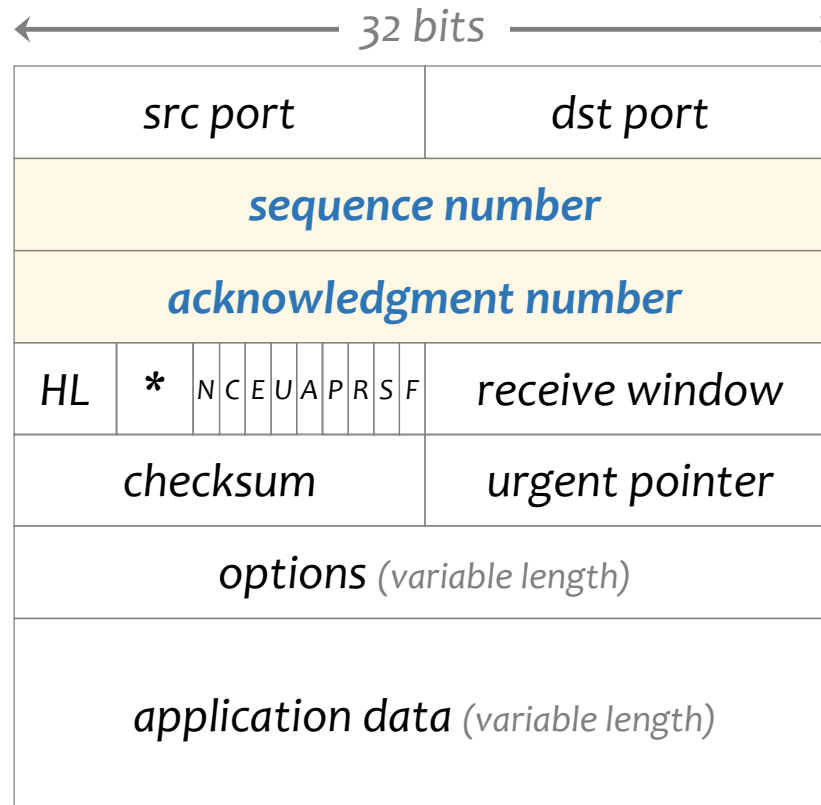 32 bits
src port dst port
sequence number
acknowledgment number
HL * N C E U A P R S F receive window
checksum urgent pointer
options (variable length)
application data (variable length)